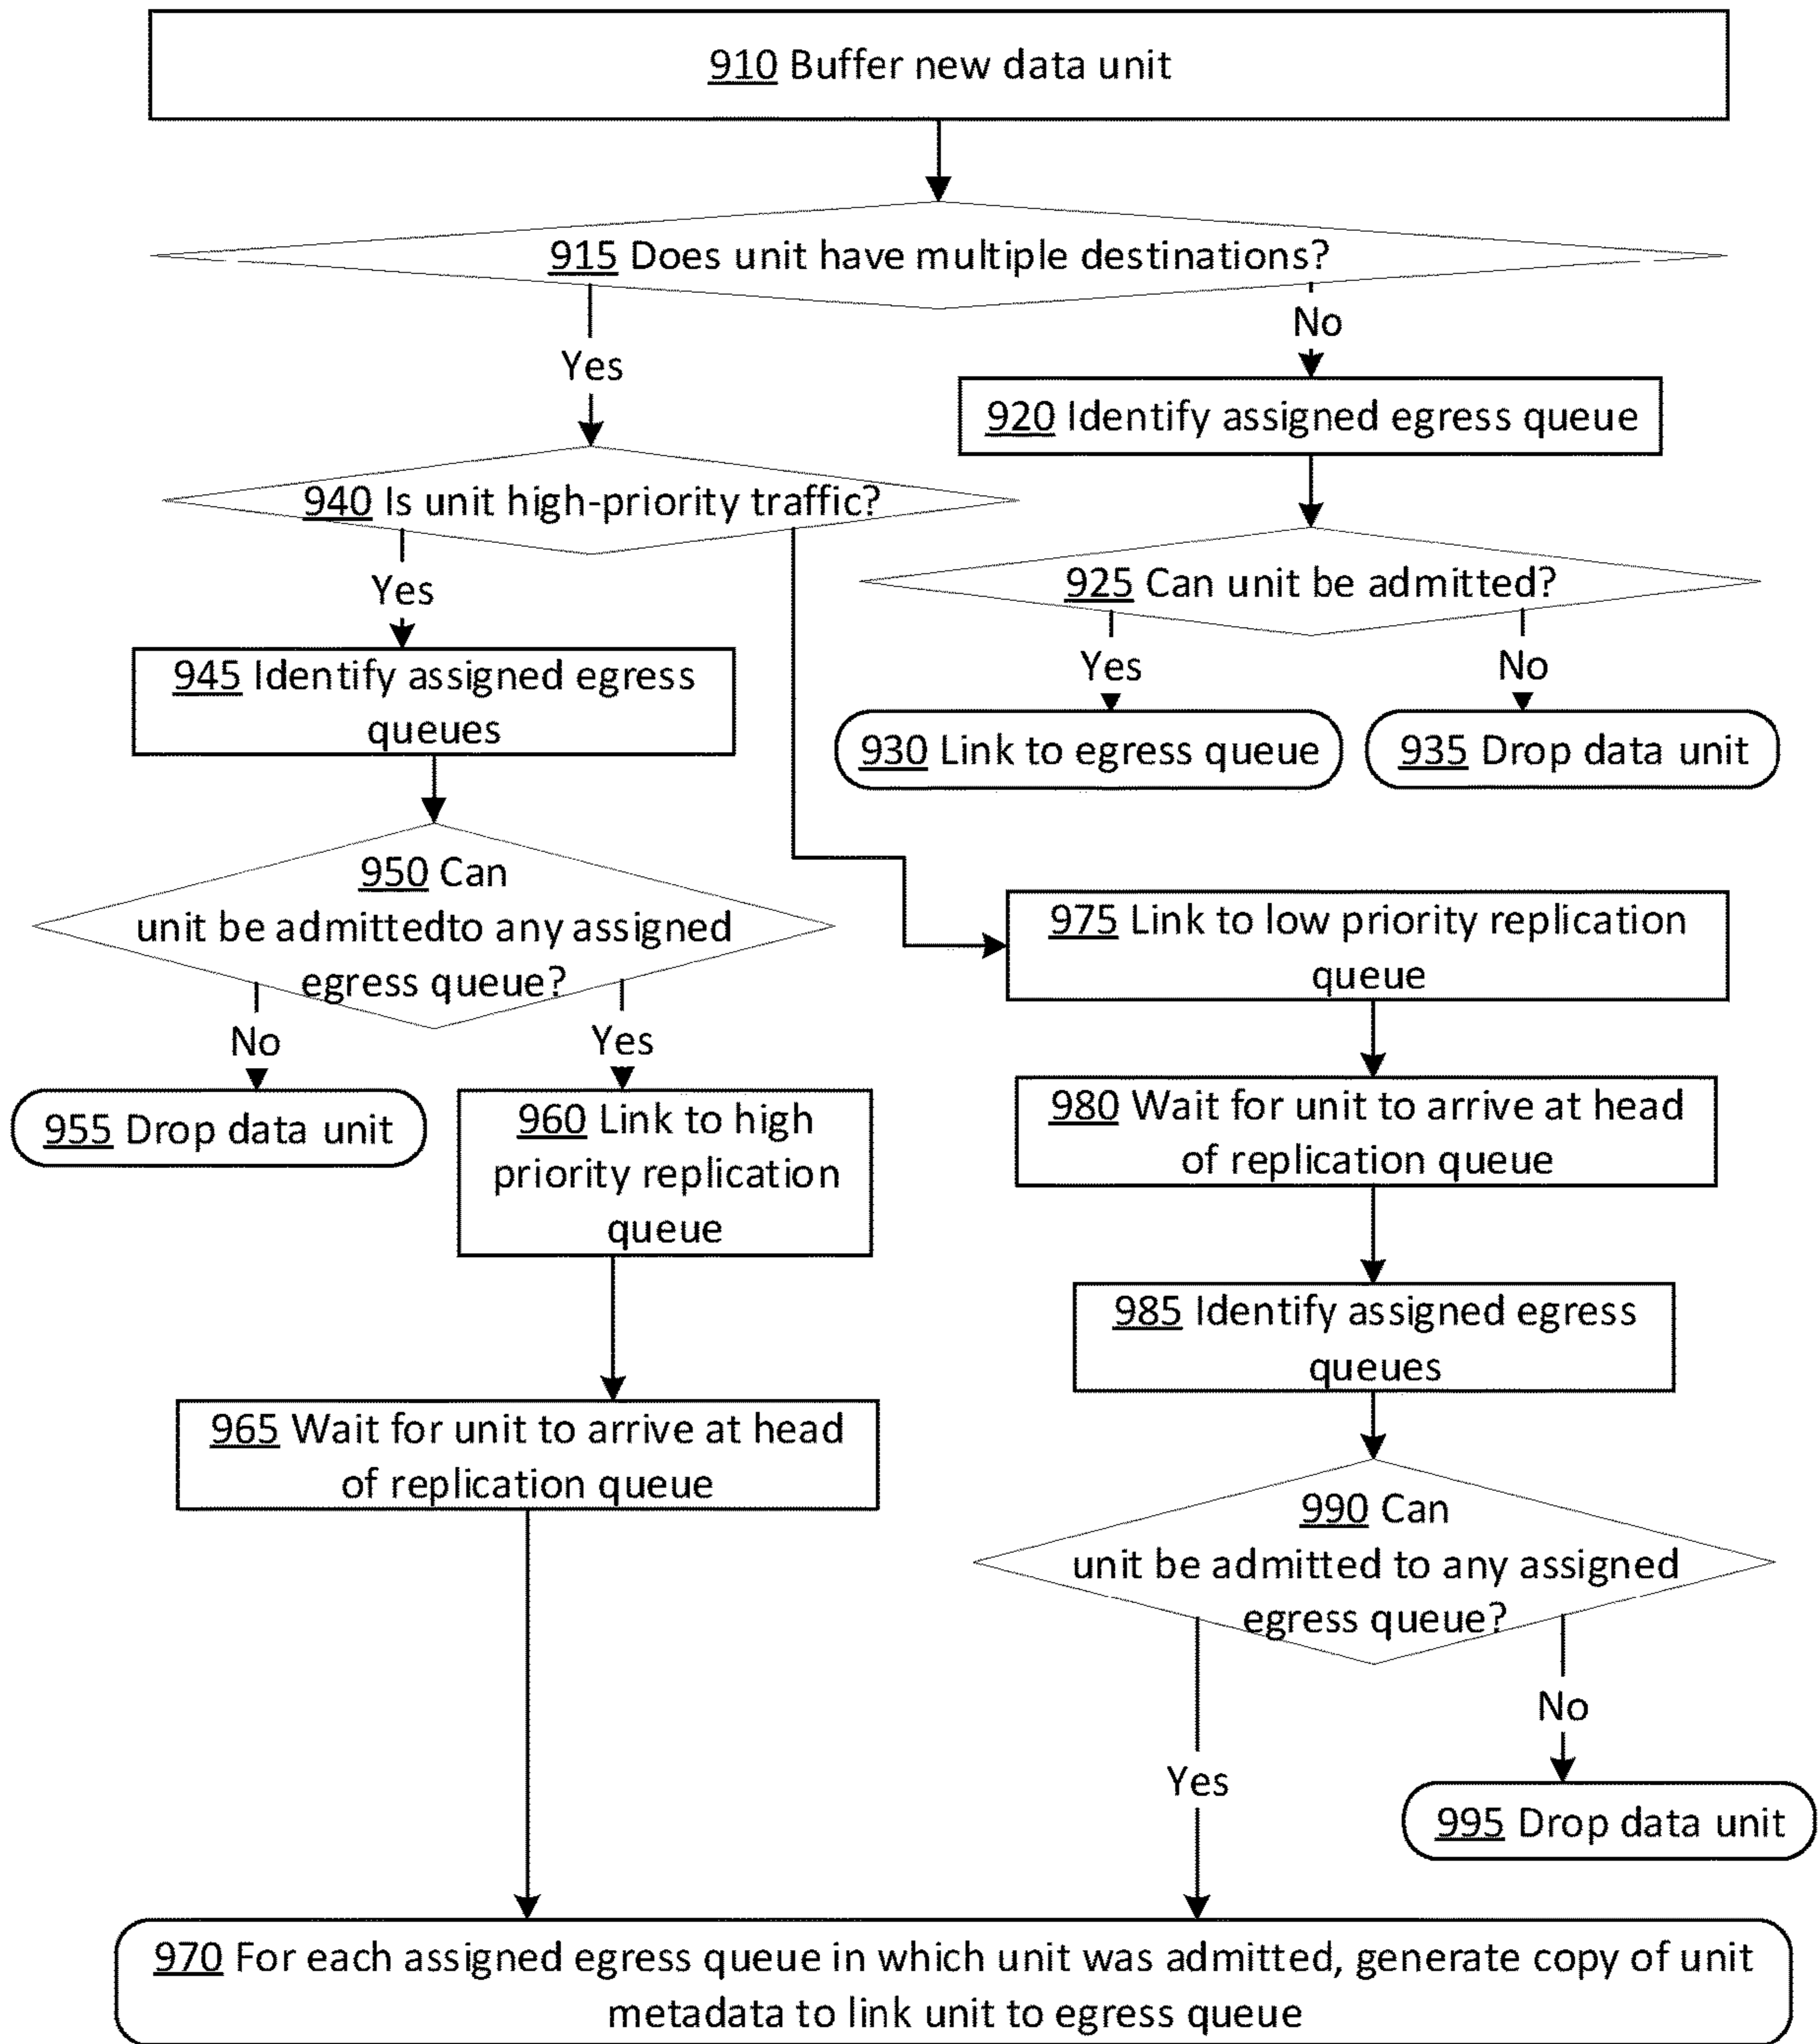 910 Buffer new data unit
915 Does unit have multiple destinations?
No
Yes
920 Identify assigned egress queue
940 Is unit high-priority traffic?
925 Can unit be admitted?
Yes
Yes
No
945 Identify assigned egress
queues
930 Link to egress queue
935 Drop data unit
950 Can
unit be admittedto any assigned
egress queue?
975 Link to low priority replication
queue
No
Yes
955 Drop data unit
960 Link to high
priority replication
queue
980 Wait for unit to arrive at head
of replication queue
985 Identify assigned egress
queues
965 Wait for unit to arrive at head
of replication queue
990 Can
unit be admitted to any assigned
egress queue?
No
Yes
995 Drop data unit
970 For each assigned egress queue in which unit was admitted, generate copy of unit
metadata to link unit to egress queue